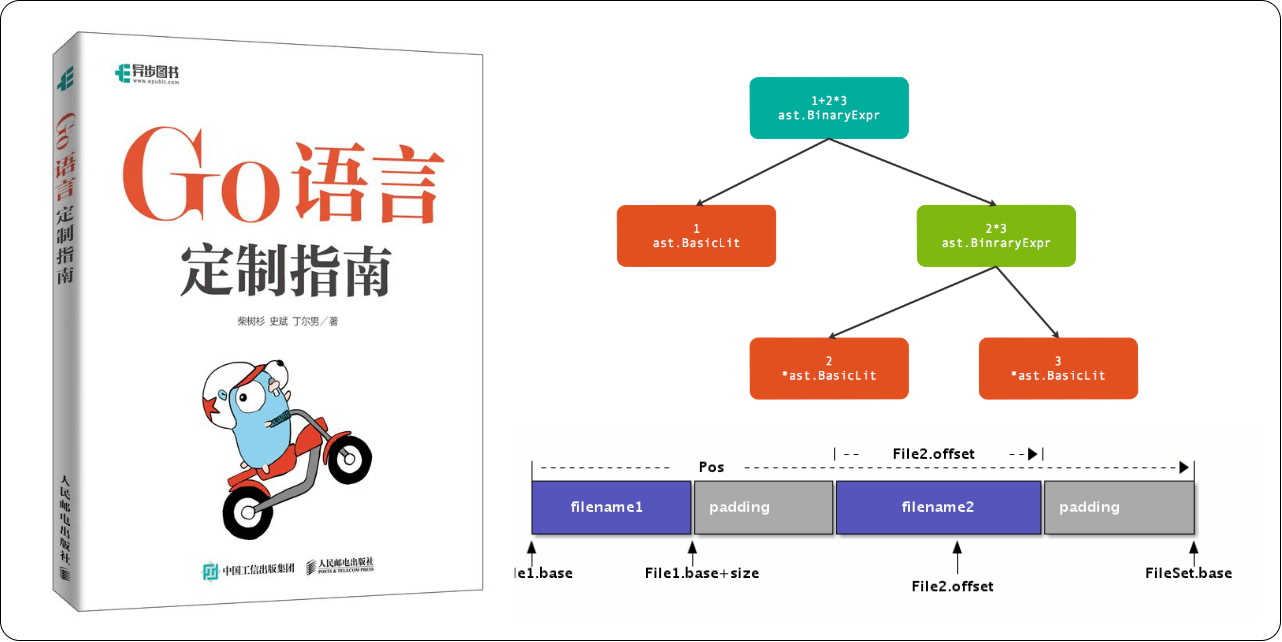 异步图书
www.epubit.com
Go语言
定制指南
柴树杉 史斌 丁尔男／著
中国工信出版集团
人民邮电出版社
POSTS & TELECOM PRESS
Go语言定制指南
人民邮电出版社
1+2*3
ast.BinaryExpr
1
ast.BasicLit
2*3
ast.BinraryExpr
2
*ast.BasicLit
3
*ast.BasicLit
File2.offset
Pos
filename1
padding
filename2
padding
le1.base
File1.base+size
File2.offset
FileSet.base